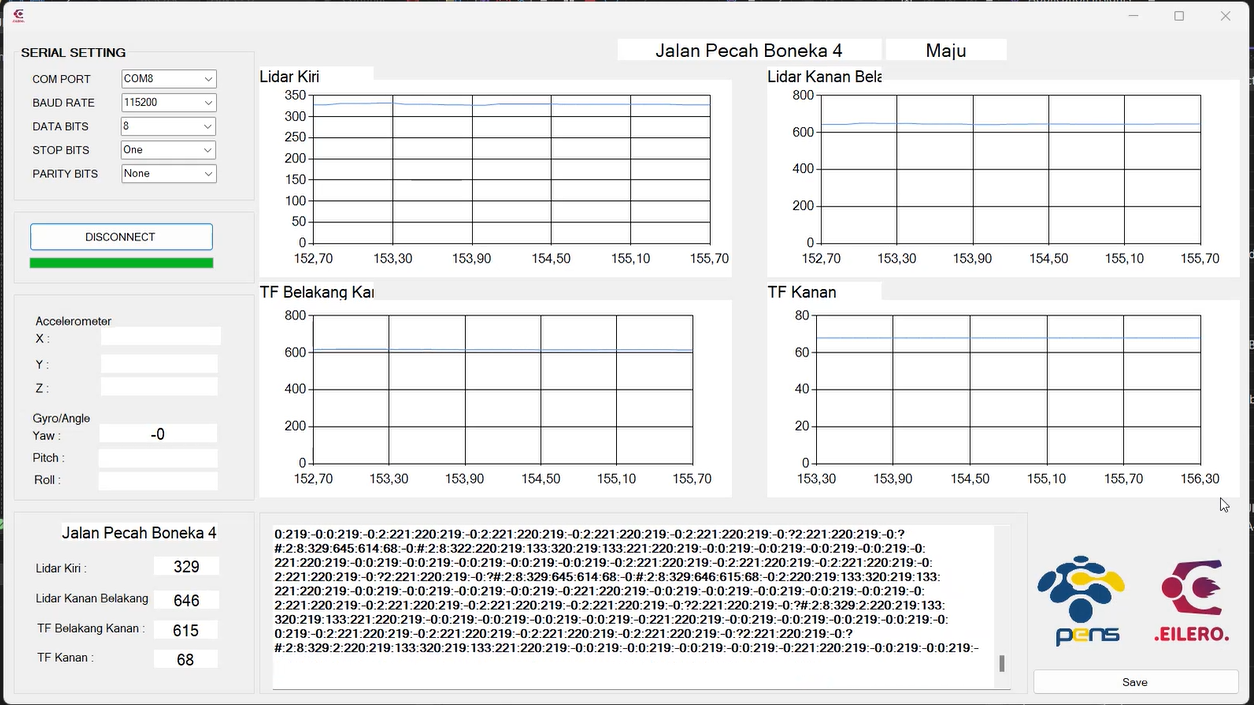 SERIAL SETTING
COM PORT
COM8
BAUD RATE
115200
DATA BITS
8
STOP BITS
One
PARITY BITS
None
DISCONNECT
Accelerometer
X :
Y :
Z :
Gyro/Angle
Yaw :
-0
Pitch :
Roll :
Jalan Pecah Boneka 4
Maju
Lidar Kiri
350
300
250
200
150
100
50
0
152,70 153,30 153,90 154,50 155,10 155,70
Lidar Kanan Bela
800
600
400
200
0
152,70 153,30 153,90 154,50 155,10 155,70
TF Belakang Ka
800
600
400
200
0
152,70 153,30 153,90 154,50 155,10 155,70
TF Kanan
80
60
40
20
0
153,30 153,90 154,50 155,10 155,70 156,30
Jalan Pecah Boneka 4
Lidar Kiri :
329
Lidar Kanan Belakang
646
TF Belakang Kanan :
615
TF Kanan :
68
0:219:-0:0:219:-0:2:221:220:219:-0:2:221:220:219:-0:2:221:220:219:-0:2:221:220:219:-0:?2:221:220:219:-0:?
#:2:8:329:645:614:68:-0:#:2:8:322:220:219:133:320:219:133:221:220:219:-0:0:219:-0:0:219:-0:0:219:-0:0:219:-0:
221:220:219:-0:0:219:-0:0:219:-0:0:219:-0:0:219:-0:2:221:220:219:-0:2:221:220:219:-0:2:221:220:219:-0:
2:221:220:219:-0:?2:221:220:219:-0:?#:2:8:329:645:614:68:-0:#:2:8:329:646:615:68:-0:2:220:219:133:320:219:133:
221:220:219:-0:0:219:-0:0:219:-0:0:219:-0:0:219:-0:221:220:219:-0:0:219:-0:0:219:-0:0:219:-0:0:219:-0:
2:221:220:219:-0:2:221:220:219:-0:2:221:220:219:-0:2:221:220:219:-0:?2:221:220:219:-0:?#:2:8:329:2:220:219:133:
320:219:133:221:220:219:-0:0:219:-0:0:219:-0:0:219:-0:0:219:-0:221:220:219:-0:0:219:-0:0:219:-0:0:219:-0:
0:219:-0:2:221:220:219:-0:2:221:220:219:-0:2:221:220:219:-0:2:221:220:219:-0:?2:221:220:219:-0:?
#:2:8:329:2:220:219:133:320:219:133:221:220:219:-0:0:219:-0:0:219:-0:0:219:-0:0:219:-0:221:220:219:-0:0:219:-0:0:219:-
pens
.EILERO.
Save